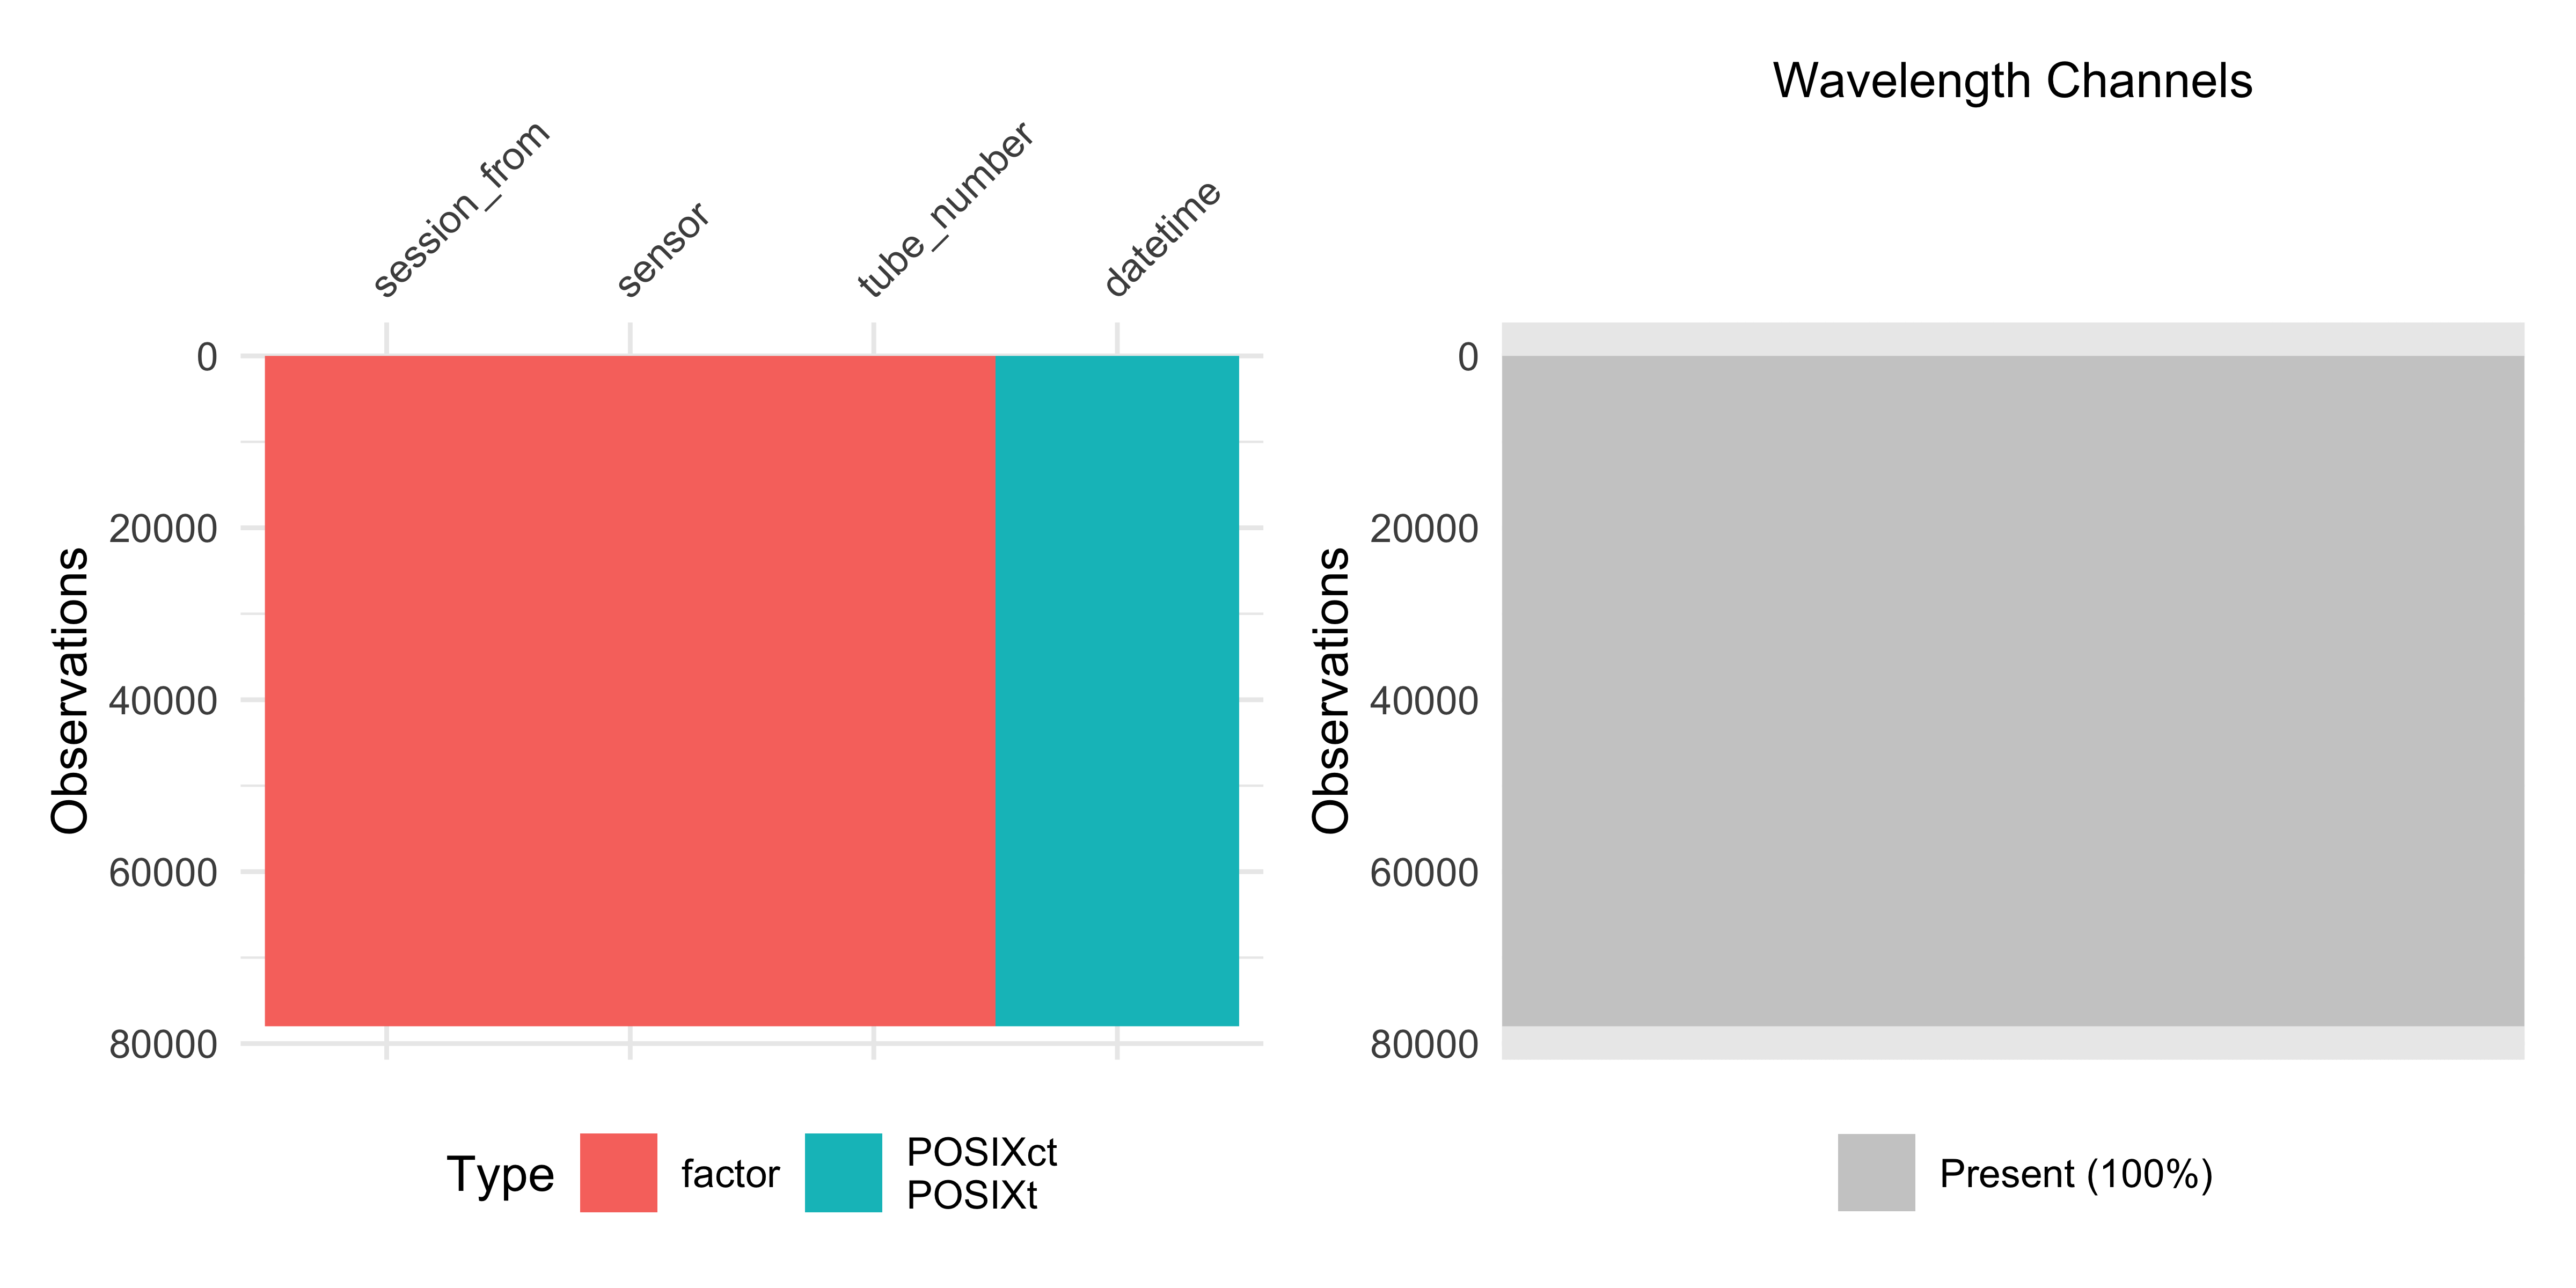 Wavelength Channels
session_from
sensor
tube_number
datetime
0
20000
40000
60000
80000
Observations
Type
factor
POSIXct
POSIXt
0
20000
40000
60000
80000
Observations
Present (100%)